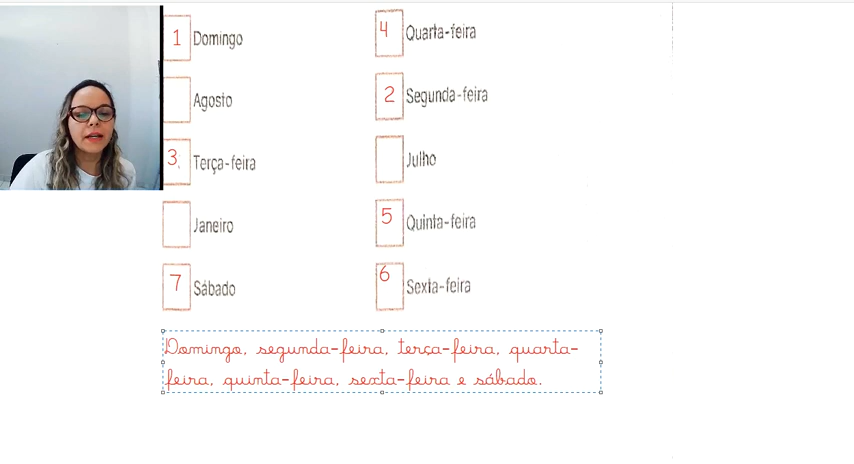 1 Domingo
Agosto
3. Terça-feira
Janeiro
7 Sábado
4 Quarta-feira
2 Segunda-feira
Julho
5 Quinta-feira
6 Sexta-feira
Domingo, segunda-feira, terça-feira, quarta-
feira, quinta-feira, sexta-feira e sábado.